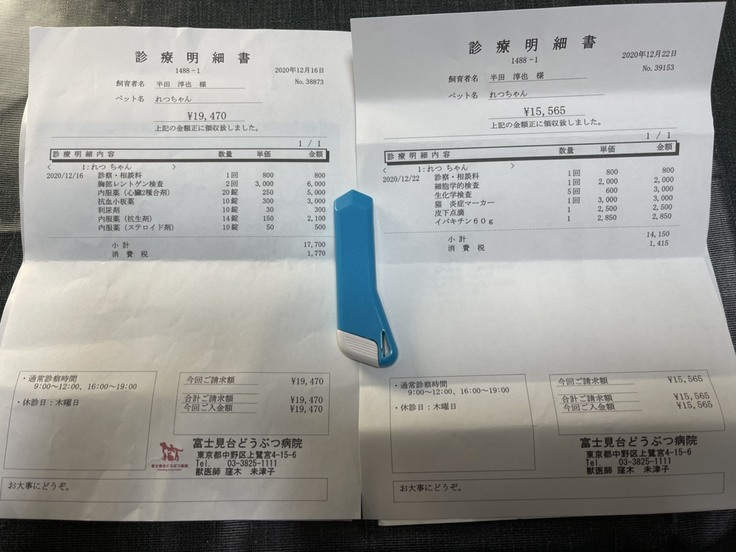 診療明細書
1488-1
2020年12月16日
No. 38873
飼育者名 半田 淳也 様
ペット名 れつちゃん
¥19,470
上記の金額正に領収致しました。
1 / 1
診療明細内容 数量 単価 金額
< 1:れつ ちゃん >
2020/12/16 診察・相談料 1回 800 800
胸部レントゲン検査 2回 3,000 6,000
内服薬（心臓2種合剤） 20錠 250 5,000
抗血小板薬 10錠 300 3,000
利尿剤 10錠 30 300
内服薬（抗生剤） 14錠 150 2,100
内服薬（ステロイド剤） 10錠 50 500
小 計 17,700
消 費 税 1,770
・通常診察時間
9:00～12:00、16:00～19:00
・休診日：木曜日
今回ご請求額 ¥19,470
合計ご請求額 ¥19,470
今回ご入金額 ¥19,470
富士見台どうぶつ病院
富士見台どうぶつ病院
東京都中野区上鷺宮4-15-6
Tel. 03-3825-1111
獣医師 窪木 未津子
お大事にどうぞ。
診療明細書
1488-1
2020年12月22日
No. 39153
飼育者名 半田 淳也 様
ペット名 れつちゃん
¥15,565
上記の金額正に領収致しました。
1 / 1
診療明細内容 数量 単価 金額
< 1:れつ ちゃん >
2020/12/22 診察・相談料 1回 800 800
細胞学的検査 1回 2,000 2,000
生化学検査 5回 600 3,000
猫 炎症マーカー 1回 3,000 3,000
皮下点滴 1 2,500 2,500
イパキチン60ｇ 1 2,850 2,850
小 計 14,150
消 費 税 1,415
・通常診察時間
9:00～12:00、16:00～19:00
・休診日：木曜日
今回ご請求額 ¥15,565
合計ご請求額 ¥15,565
今回ご入金額 ¥15,565
富士見台どうぶつ病院
東京都中野区上鷺宮4-15-6
Tel. 03-3825-1111
獣医師 窪木 未津子
お大事にどうぞ。